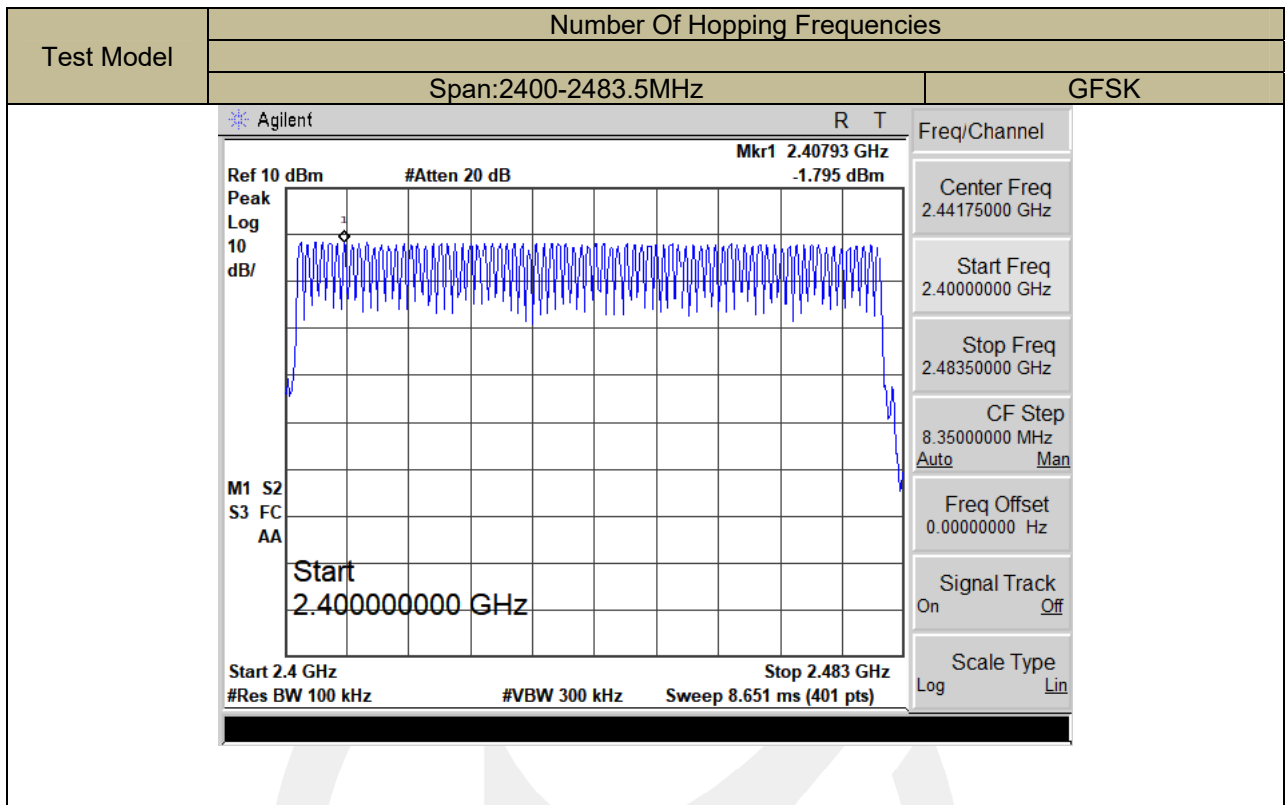 Test Model
Number Of Hopping Frequencies
Span:2400-2483.5MHz
GFSK
Agilent
R T
Freq/Channel
Mkr1 2.40793 GHz
Ref 10 dBm
#Atten 20 dB
-1.795 dBm
Peak
Log
10
dB/
1
M1 S2
S3 FC
AA
Start
2.400000000 GHz
Start 2.4 GHz
Stop 2.483 GHz
#Res BW 100 kHz
#VBW 300 kHz
Sweep 8.651 ms (401 pts)
Center Freq
2.44175000 GHz
Start Freq
2.40000000 GHz
Stop Freq
2.48350000 GHz
CF Step
8.35000000 MHz
Auto Man
Freq Offset
0.00000000 Hz
Signal Track
On Off
Scale Type
Log Lin